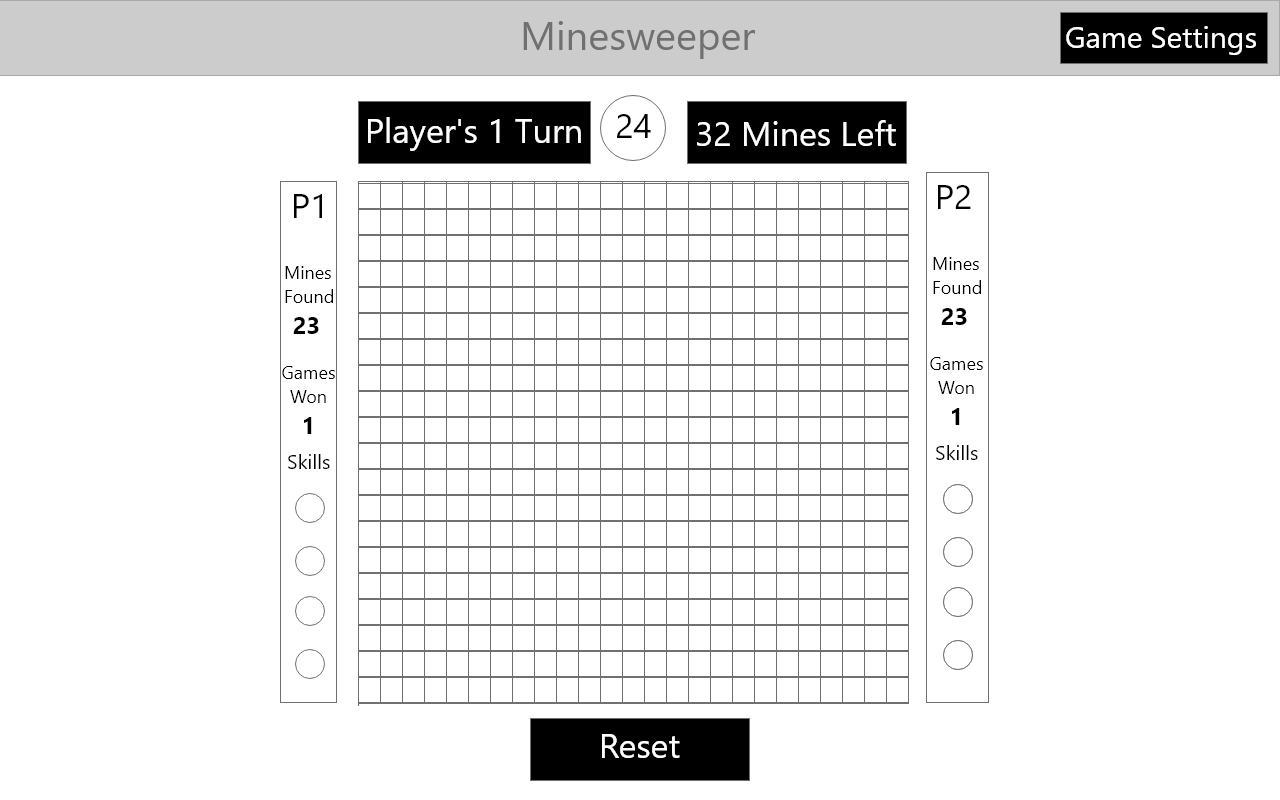 Minesweeper
Game Settings
Player's 1 Turn
24
32 Mines Left
P1
Mines
Found
23
Games
Won
1
Skills
P2
Mines
Found
23
Games
Won
1
Skills
Reset